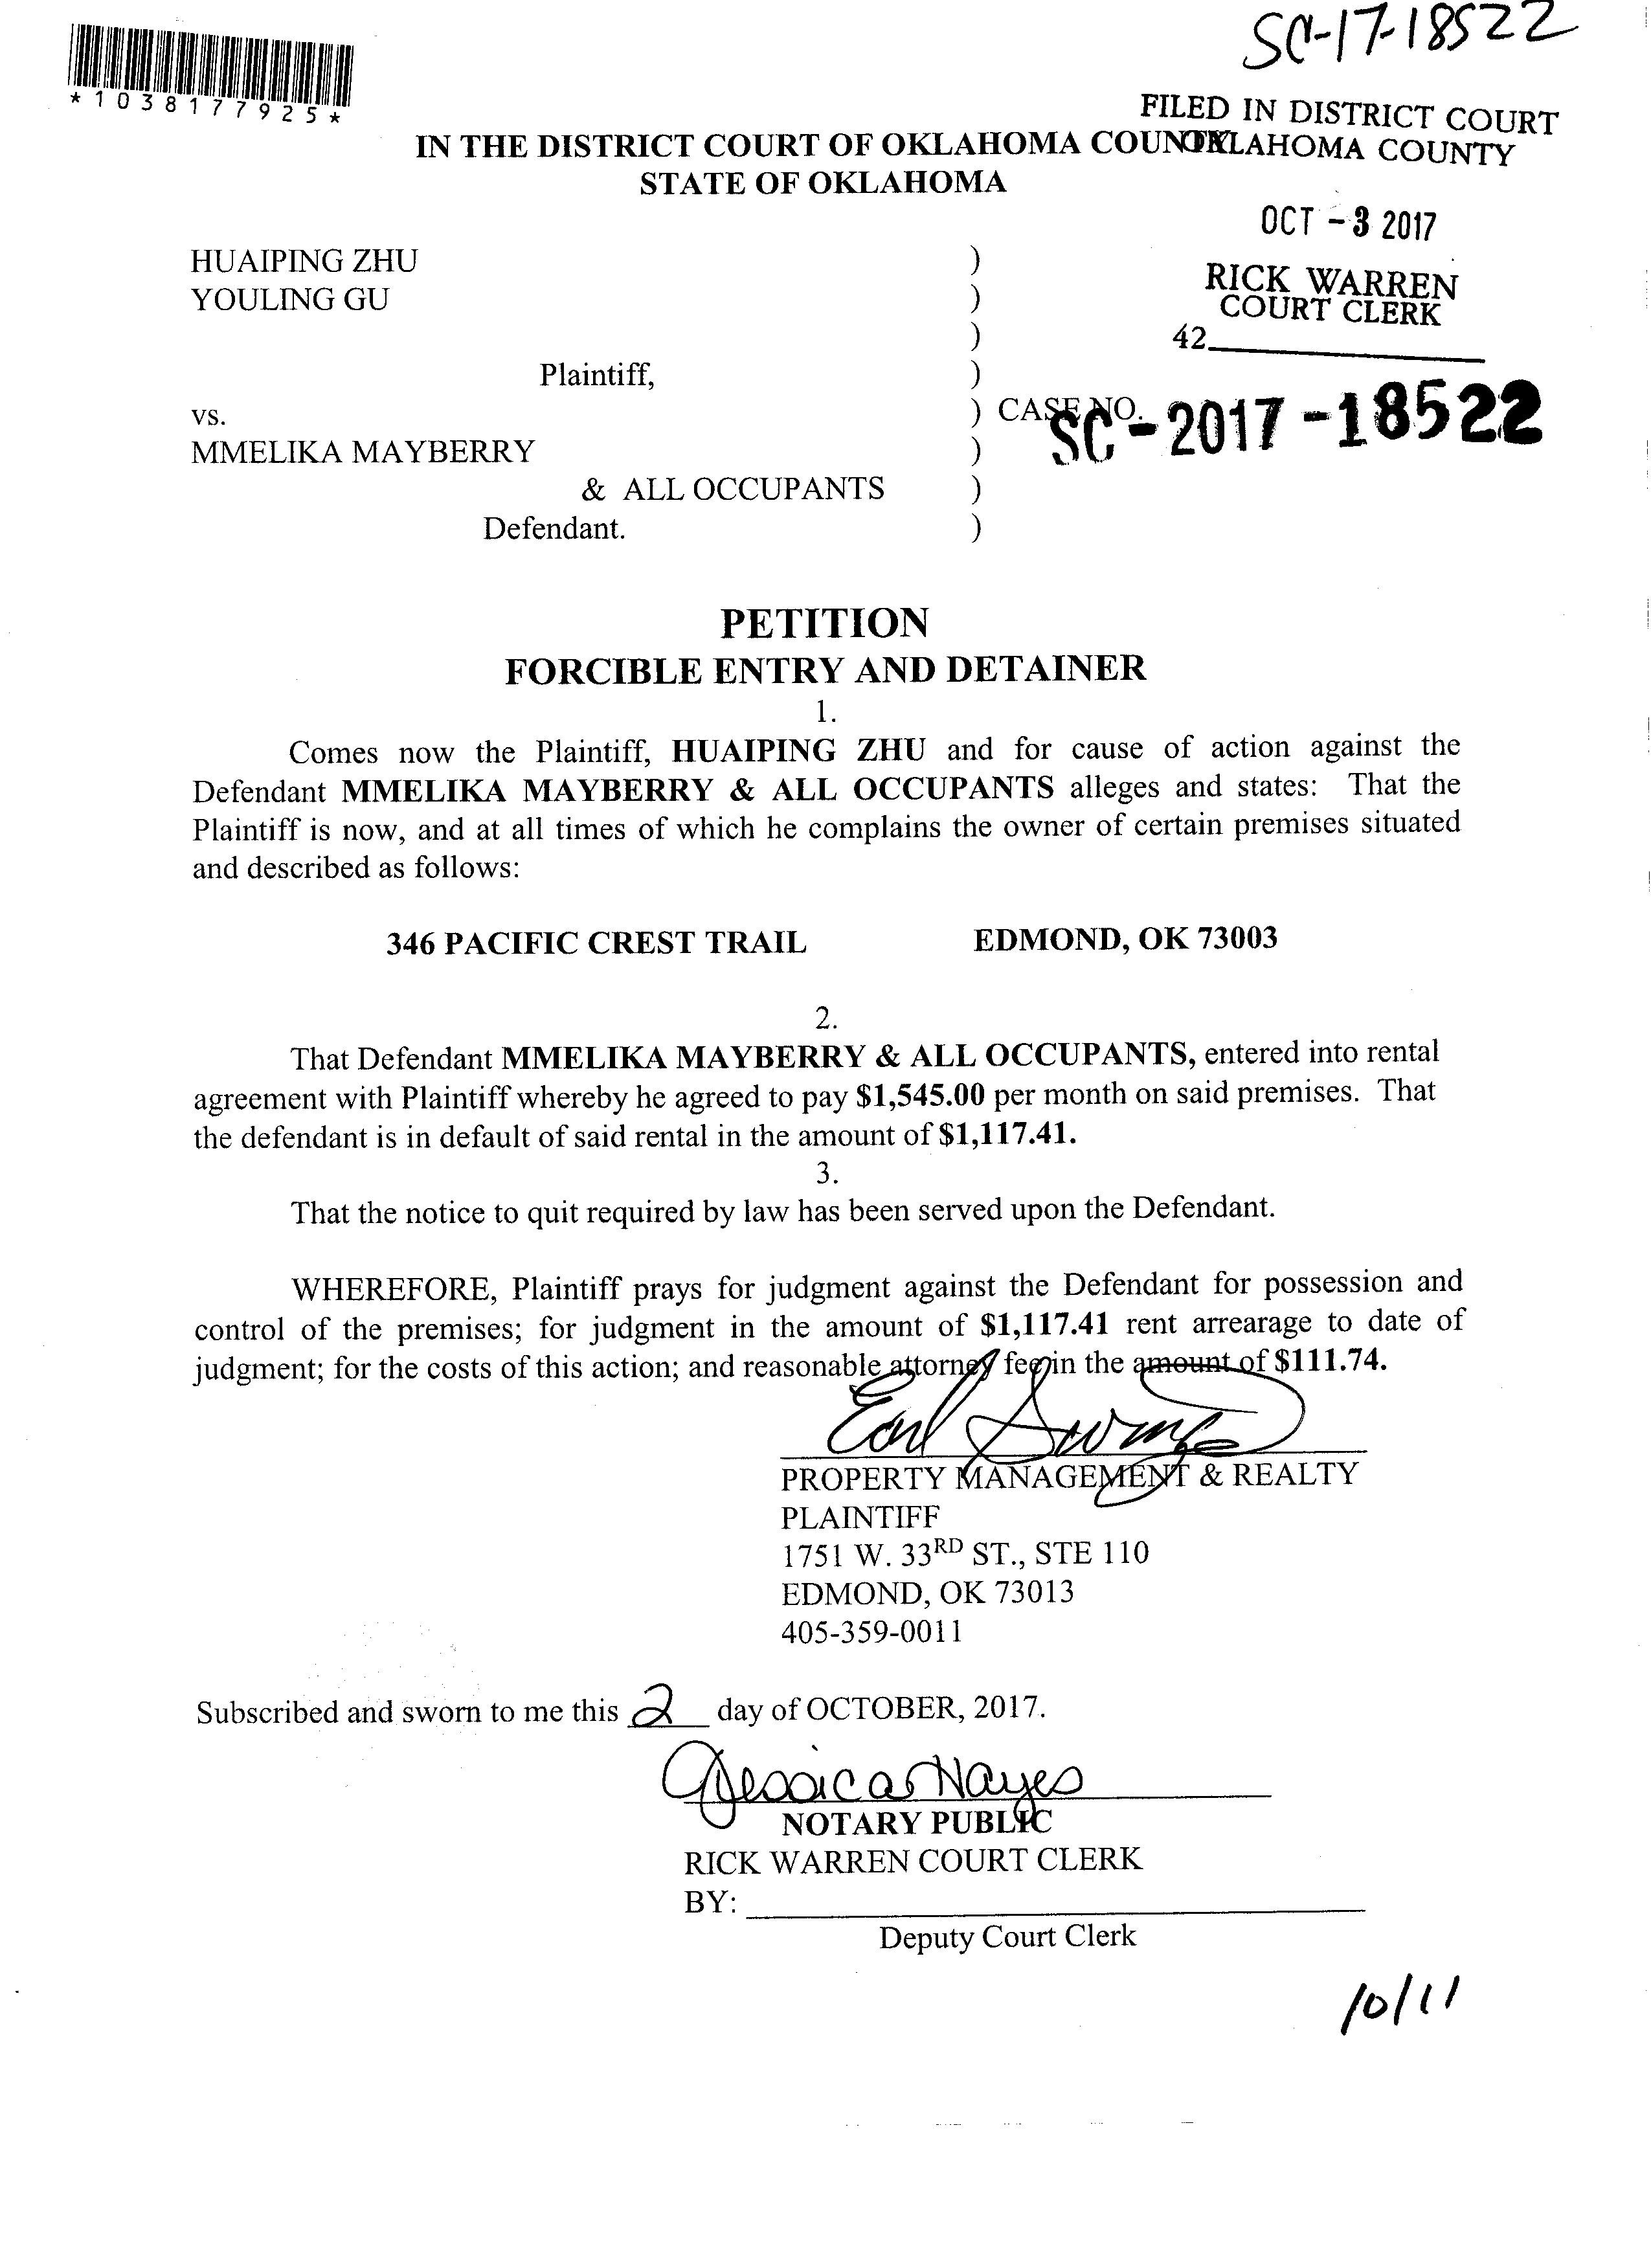 SC-17-18522
*1038177925*
FILED IN DISTRICT COURT
OKLAHOMA COUNTY
IN THE DISTRICT COURT OF OKLAHOMA COUNTY
STATE OF OKLAHOMA
OCT - 3 2017
RICK WARREN
COURT CLERK
42
HUAIPING ZHU )
YOULING GU )
)
Plaintiff, )
vs. ) CASE NO. SC - 2017 - 18522
MMELIKA MAYBERRY )
& ALL OCCUPANTS )
Defendant. )
PETITION
FORCIBLE ENTRY AND DETAINER
1.
Comes now the Plaintiff, HUAIPING ZHU and for cause of action against the
Defendant MMELIKA MAYBERRY & ALL OCCUPANTS alleges and states: That the
Plaintiff is now, and at all times of which he complains the owner of certain premises situated
and described as follows:
346 PACIFIC CREST TRAIL EDMOND, OK 73003
2.
That Defendant MMELIKA MAYBERRY & ALL OCCUPANTS, entered into rental
agreement with Plaintiff whereby he agreed to pay $1,545.00 per month on said premises. That
the defendant is in default of said rental in the amount of $1,117.41.
3.
That the notice to quit required by law has been served upon the Defendant.
WHEREFORE, Plaintiff prays for judgment against the Defendant for possession and
control of the premises; for judgment in the amount of $1,117.41 rent arrearage to date of
judgment; for the costs of this action; and reasonable attorney fee in the amount of $111.74.
Earl
PROPERTY MANAGEMENT & REALTY
PLAINTIFF
1751 W. 33RD ST., STE 110
EDMOND, OK 73013
405-359-0011
Subscribed and sworn to me this 2 day of OCTOBER, 2017.
Jessica Hayes
NOTARY PUBLIC
RICK WARREN COURT CLERK
BY:
Deputy Court Clerk
10/11